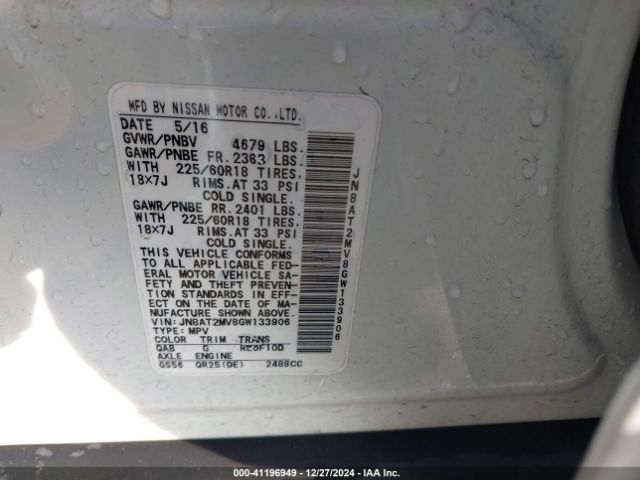 MFD BY NISSAN MOTOR CO.,LTD.
DATE 5/16
GVWR/PNBV 4679 LBS.
GAWR/PNBE FR. 2363 LBS.
WITH 225/60R18 TIRES.
18X7J RIMS.AT 33 PSI
COLD SINGLE.
GAWR/PNBE RR. 2401 LBS.
WITH 225/60R18 TIRES.
18X7J RIMS.AT 33 PSI
COLD SINGLE.
THIS VEHICLE CONFORMS
TO ALL APPLICABLE FED-
ERAL MOTOR VEHICLE SA-
FETY AND THEFT PREVEN-
TION STANDARDS IN EFF-
ECT ON THE DATE OF MA-
NUFACTURE SHOWN ABOVE
VIN: JN8AT2MV8GW133906
TYPE: MPV
COLOR TRIM TRANS
QAB G RE0F10D
AXLE ENGINE
GS56 QR25(DE) 2488CC
JN8AT2MV8GW133906
000-41196949 - 12/27/2024 - IAA Inc.